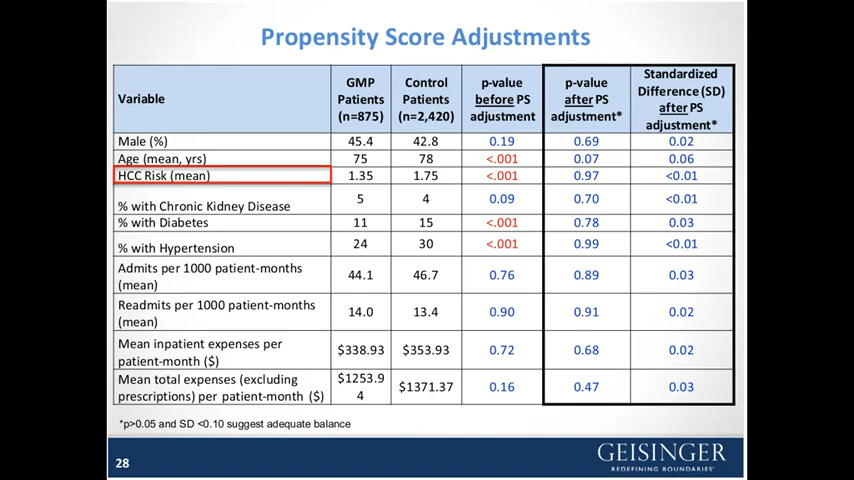 Propensity Score Adjustments
Variable
GMP
Patients
(n=875)
Control
Patients
(n=2,420)
p-value
before PS
adjustment
p-value
after PS
adjustment*
Standardized
Difference (SD)
after PS
adjustment*
Male (%) 45.4 42.8 0.19 0.69 0.02
Age (mean, yrs) 75 78 <.001 0.07 0.06
HCC Risk (mean) 1.35 1.75 <.001 0.97 <0.01
% with Chronic Kidney Disease 5 4 0.09 0.70 <0.01
% with Diabetes 11 15 <.001 0.78 0.03
% with Hypertension 24 30 <.001 0.99 <0.01
Admits per 1000 patient-months
(mean)
44.1 46.7 0.76 0.89 0.03
Readmits per 1000 patient-months
(mean)
14.0 13.4 0.90 0.91 0.02
Mean inpatient expenses per
patient-month ($)
$338.93 $353.93 0.72 0.68 0.02
Mean total expenses (excluding
prescriptions) per patient-month ($)
$1253.9
4
$1371.37 0.16 0.47 0.03
*p>0.05 and SD <0.10 suggest adequate balance
28
GEISINGER
REDEFINING BOUNDARIES